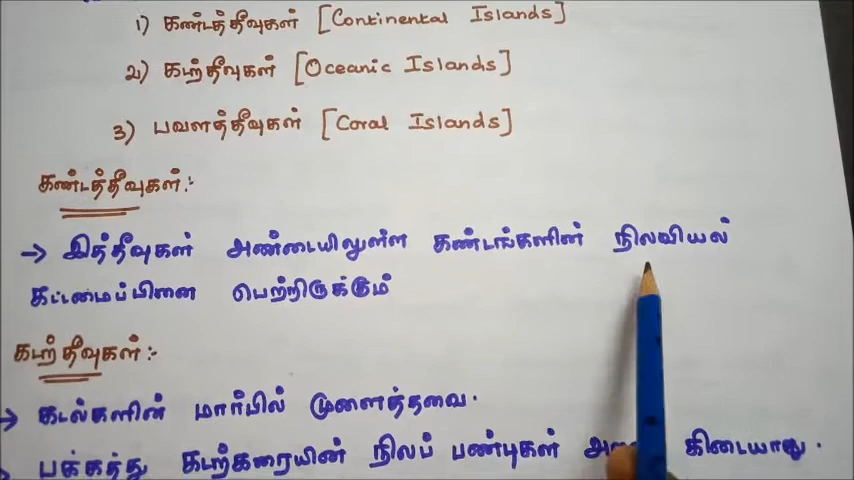 1) கண்டத்தீவுகள் [Continental Islands]
2) கடற்தீவுகள் [Oceanic Islands]
3) பவளத்தீவுகள் [Coral Islands]
கண்டத்தீவுகள்:-
→ இத்தீவுகள் அண்டையிலுள்ள கண்டங்களின் நிலவியல்
கட்டமைப்பினை பெற்றிருக்கும்
கடற்தீவுகள்:-
→ கடல்களின் மார்பில் முளைத்தவை.
→ பக்கத்து கடற்கரையின் நிலப் பண்புகள் கிடையாது.